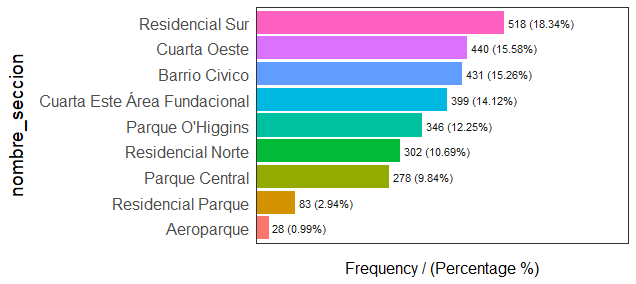 nombre_seccion
Residencial Sur 518 (18.34%)
Cuarta Oeste 440 (15.58%)
Barrio Civico 431 (15.26%)
Cuarta Este Área Fundacional 399 (14.12%)
Parque O'Higgins 346 (12.25%)
Residencial Norte 302 (10.69%)
Parque Central 278 (9.84%)
Residencial Parque 83 (2.94%)
Aeroparque 28 (0.99%)
Frequency / (Percentage %)